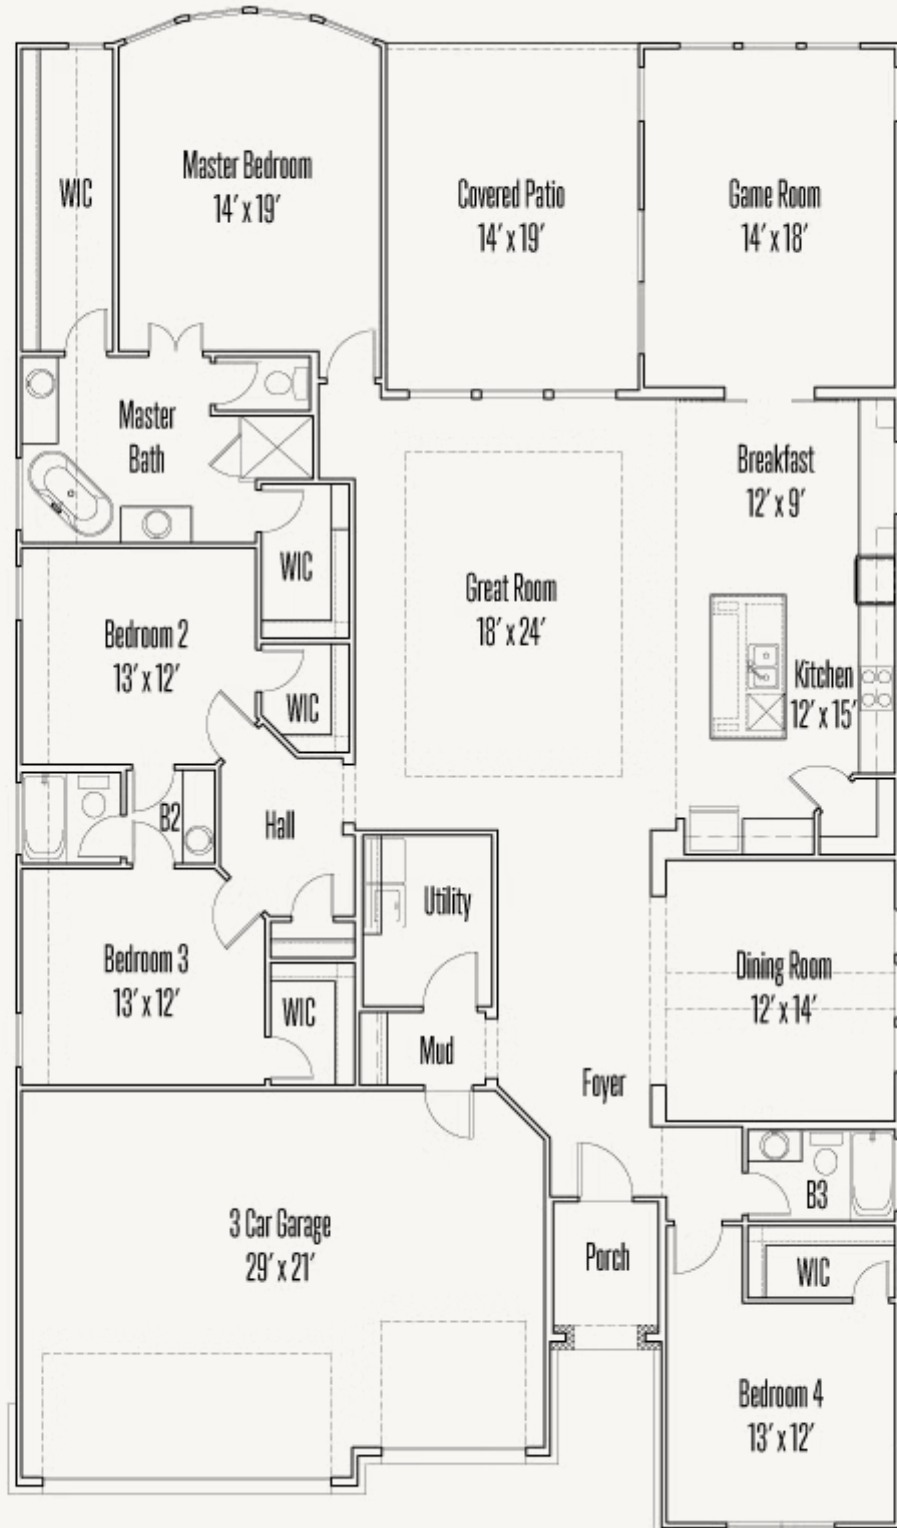 WIC
Master Bedroom
14' x 19'
Covered Patio
14' x 19'
Game Room
14' x 18'
Master
Bath
Breakfast
12' x 9'
WIC
Great Room
18' x 24'
Bedroom 2
13' x 12'
WIC
Kitchen
12' x 15'
B2
Hall
Utility
Bedroom 3
13' x 12'
WIC
Dining Room
12' x 14'
Mud
Foyer
B3
3 Car Garage
29' x 21'
Porch
WIC
Bedroom 4
13' x 12'